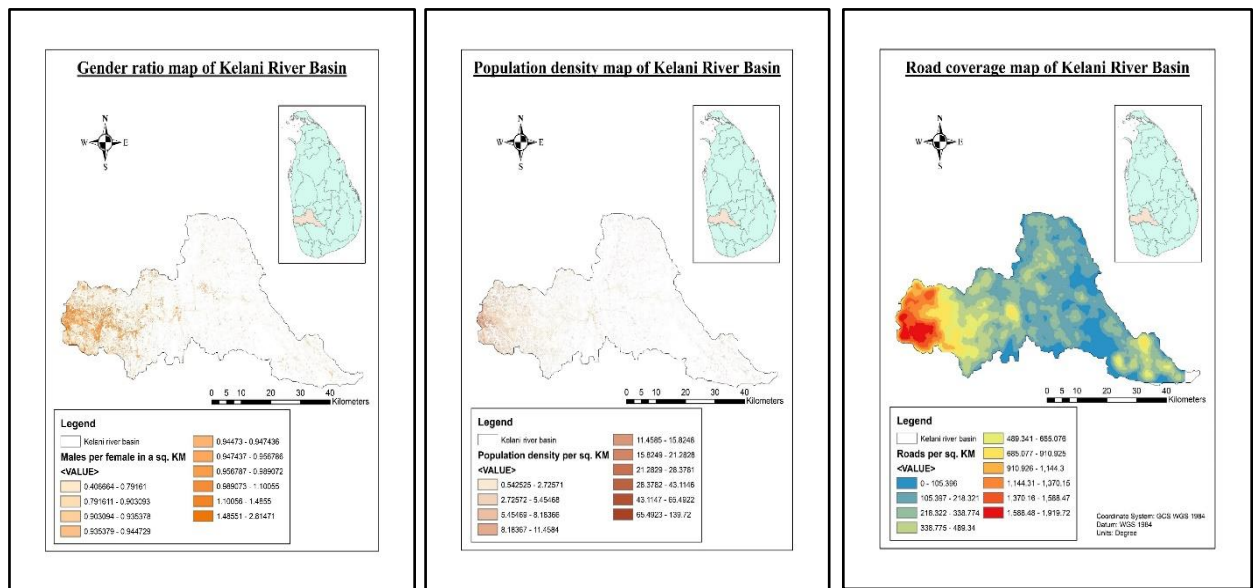 Gender ratio map of Kelani River Basin
N
W
E
S
0 5 10 20 30 40
Kilometers
Legend
Kelani river basin
Males per female in a sq. KM
<VALUE>
0.406664 - 0.79161
0.791611 - 0.903093
0.903094 - 0.935378
0.935379 - 0.944729
0.94473 - 0.947436
0.947437 - 0.956786
0.956787 - 0.989072
0.989073 - 1.10055
1.10056 - 1.4855
1.48551 - 2.81471
Population density map of Kelani River Basin
N
W
E
S
0 5 10 20 30 40
Kilometers
Legend
Kelani river basin
Population density per sq. KM
<VALUE>
0.542525 - 2.72571
2.72572 - 5.45468
5.45469 - 8.18366
8.18367 - 11.4584
11.4585 - 15.8246
15.8249 - 21.2828
21.2829 - 28.3781
28.3782 - 43.1146
43.1147 - 65.4922
65.4923 - 139.72
Road coverage map of Kelani River Basin
N
W
E
S
0 5 10 20 30 40
Kilometers
Legend
Kelani river basin
Roads per sq. KM
<VALUE>
0 - 105.396
105.397 - 218.321
218.322 - 338.774
338.775 - 489.34
489.341 - 685.076
685.077 - 910.925
910.926 - 1,144.3
1,144.31 - 1,370.15
1,370.16 - 1,588.47
1,588.48 - 1,919.72
Coordinate System: GCS WGS 1984
Datum: WGS 1984
Units: Degree